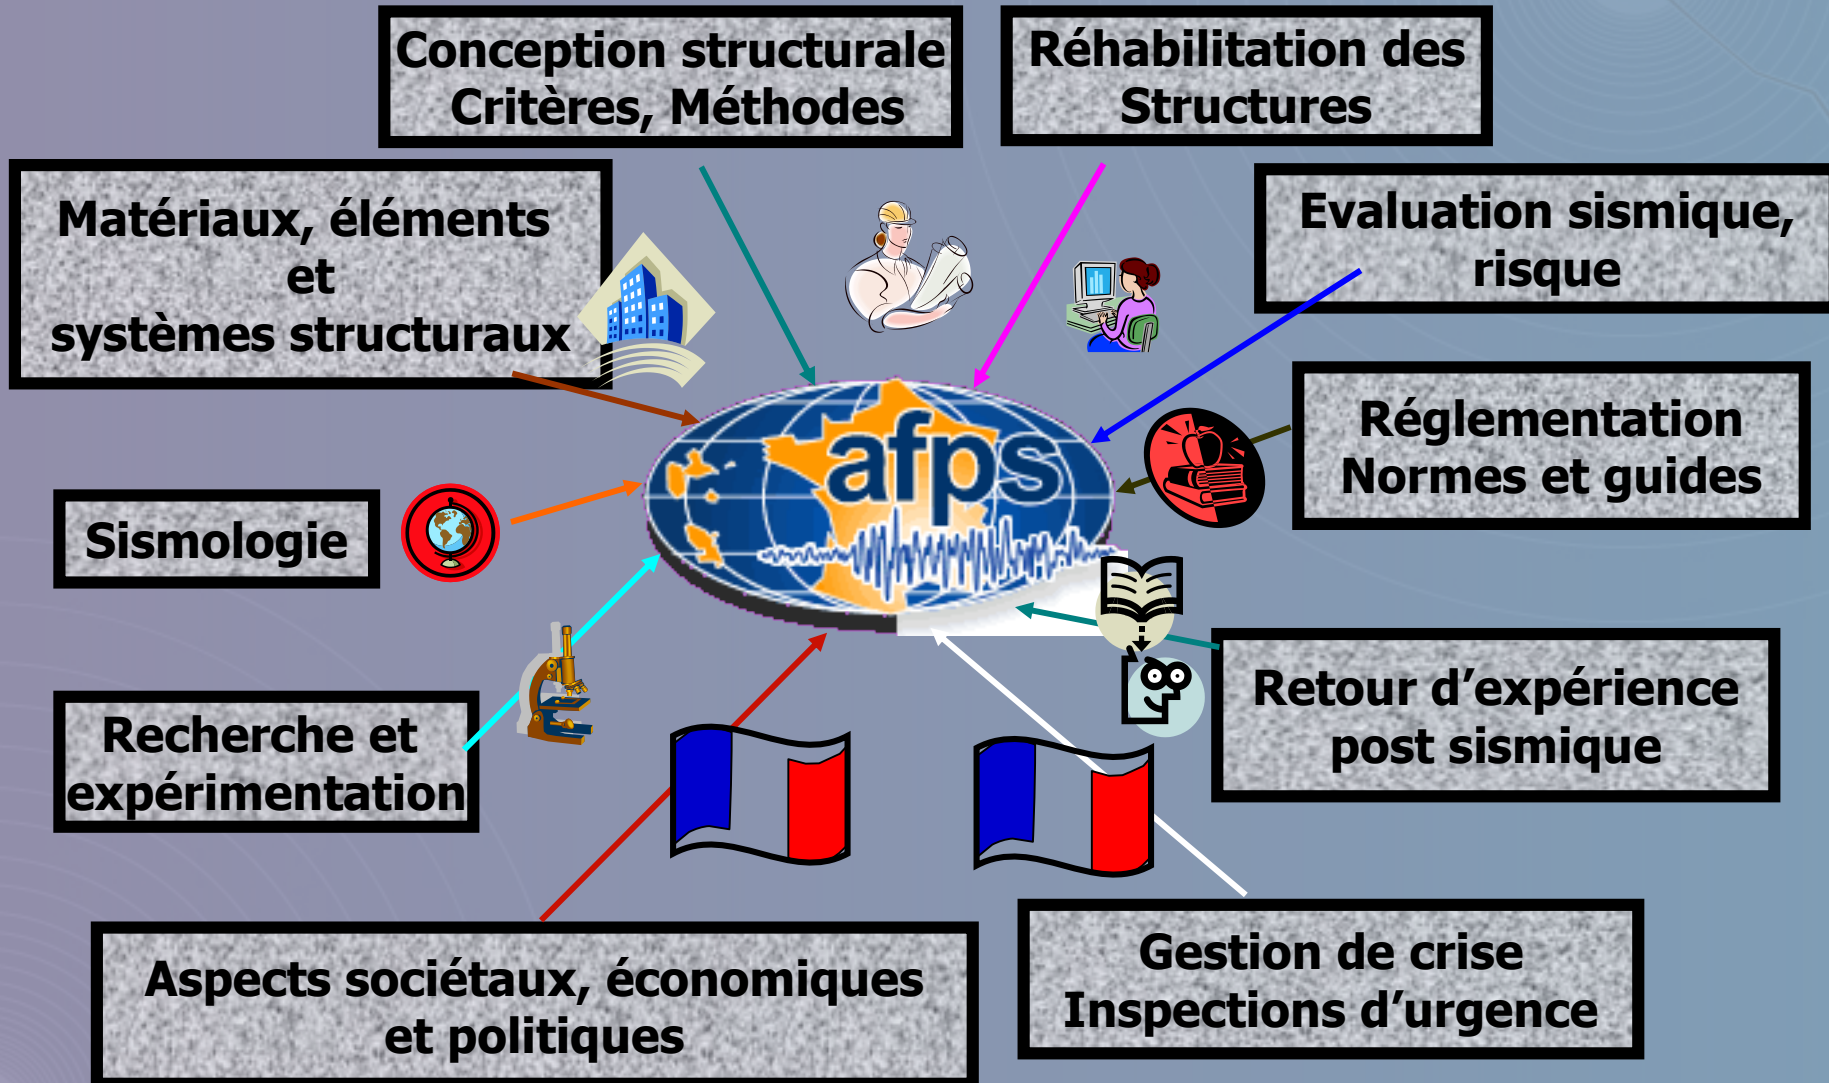 Conception structurale
Critères, Méthodes
Réhabilitation des
Structures
Matériaux, éléments
et
systèmes structuraux
Evaluation sismique,
risque
afps
Réglementation
Normes et guides
Sismologie
Retour d’expérience
post sismique
Recherche et
expérimentation
Aspects sociétaux, économiques
et politiques
Gestion de crise
Inspections d’urgence